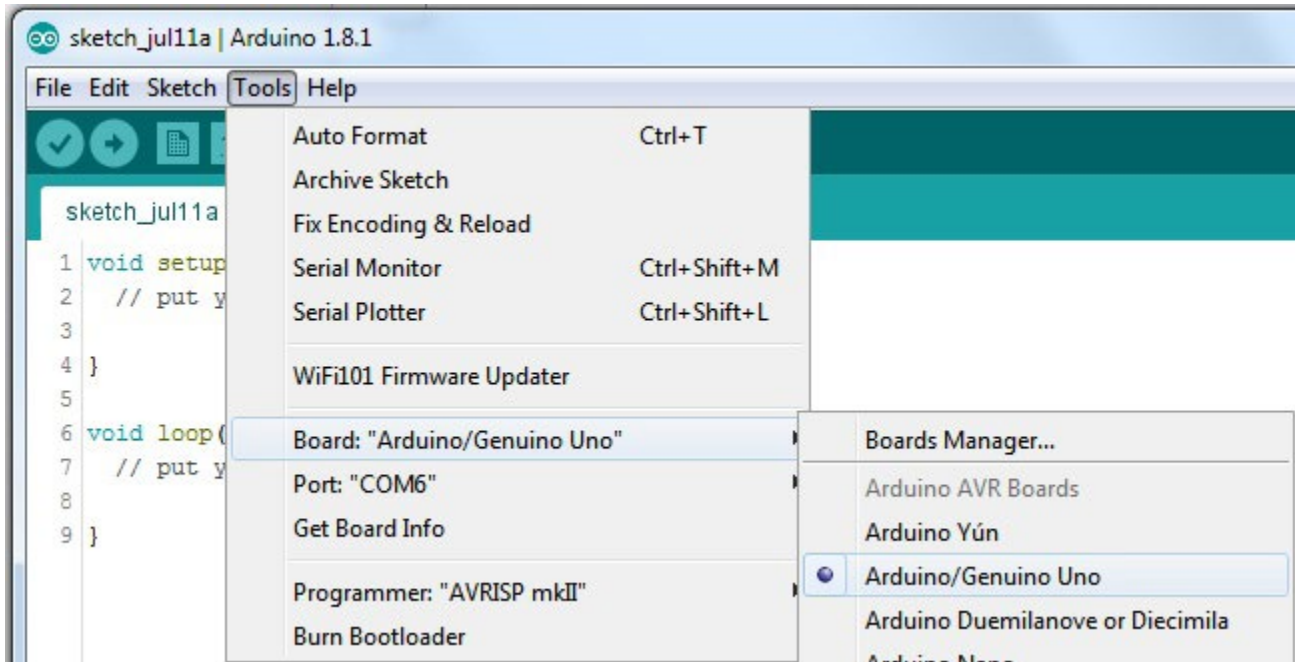 sketch_jul11a | Arduino 1.8.1
File Edit Sketch Tools Help
sketch_jul11a
1 void setup
2 // put y
3
4 }
5
6 void loop(
7 // put y
8
9 }
Auto Format Ctrl+T
Archive Sketch
Fix Encoding & Reload
Serial Monitor Ctrl+Shift+M
Serial Plotter Ctrl+Shift+L
WiFi101 Firmware Updater
Board: "Arduino/Genuino Uno"
Port: "COM6"
Get Board Info
Programmer: "AVRISP mkII"
Burn Bootloader
Boards Manager...
Arduino AVR Boards
Arduino Yún
Arduino/Genuino Uno
Arduino Duemilanove or Diecimila
Arduino Nano